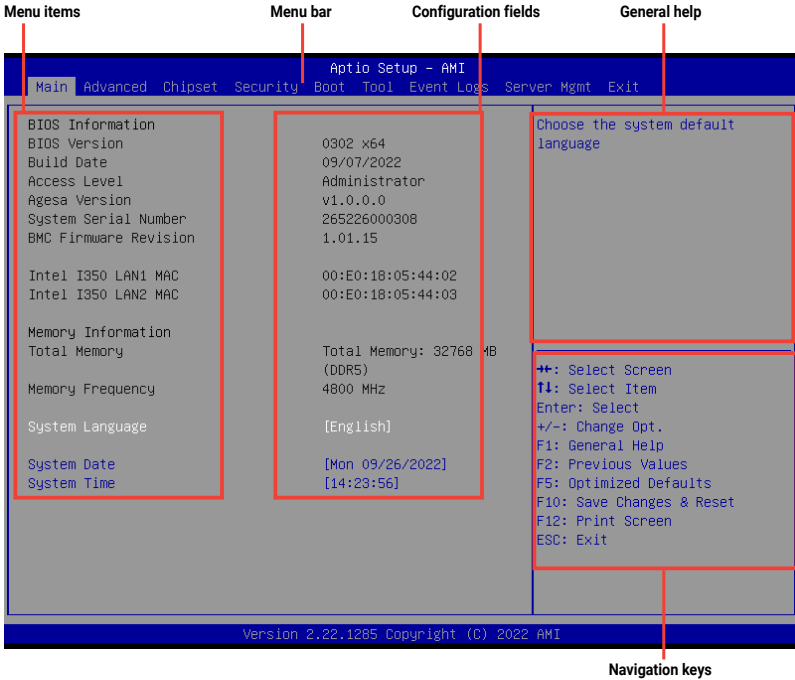 Menu items Menu bar Configuration fields General help
Aptio Setup - AMI
Main Advanced Chipset Security Boot Tool Event Logs Server Mgmt Exit
BIOS Information
BIOS Version 0302 x64
Build Date 09/07/2022
Access Level Administrator
Agesa Version v1.0.0.0
System Serial Number 265226000308
BMC Firmware Revision 1.01.15
Intel I350 LAN1 MAC 00:E0:18:05:44:02
Intel I350 LAN2 MAC 00:E0:18:05:44:03
Memory Information
Total Memory Total Memory: 32768 MB
(DDR5)
Memory Frequency 4800 MHz
System Language [English]
System Date [Mon 09/26/2022]
System Time [14:23:56]
Choose the system default
language
→←: Select Screen
↑↓: Select Item
Enter: Select
+/-: Change Opt.
F1: General Help
F2: Previous Values
F5: Optimized Defaults
F10: Save Changes & Reset
F12: Print Screen
ESC: Exit
Version 2.22.1285 Copyright (C) 2022 AMI
Navigation keys